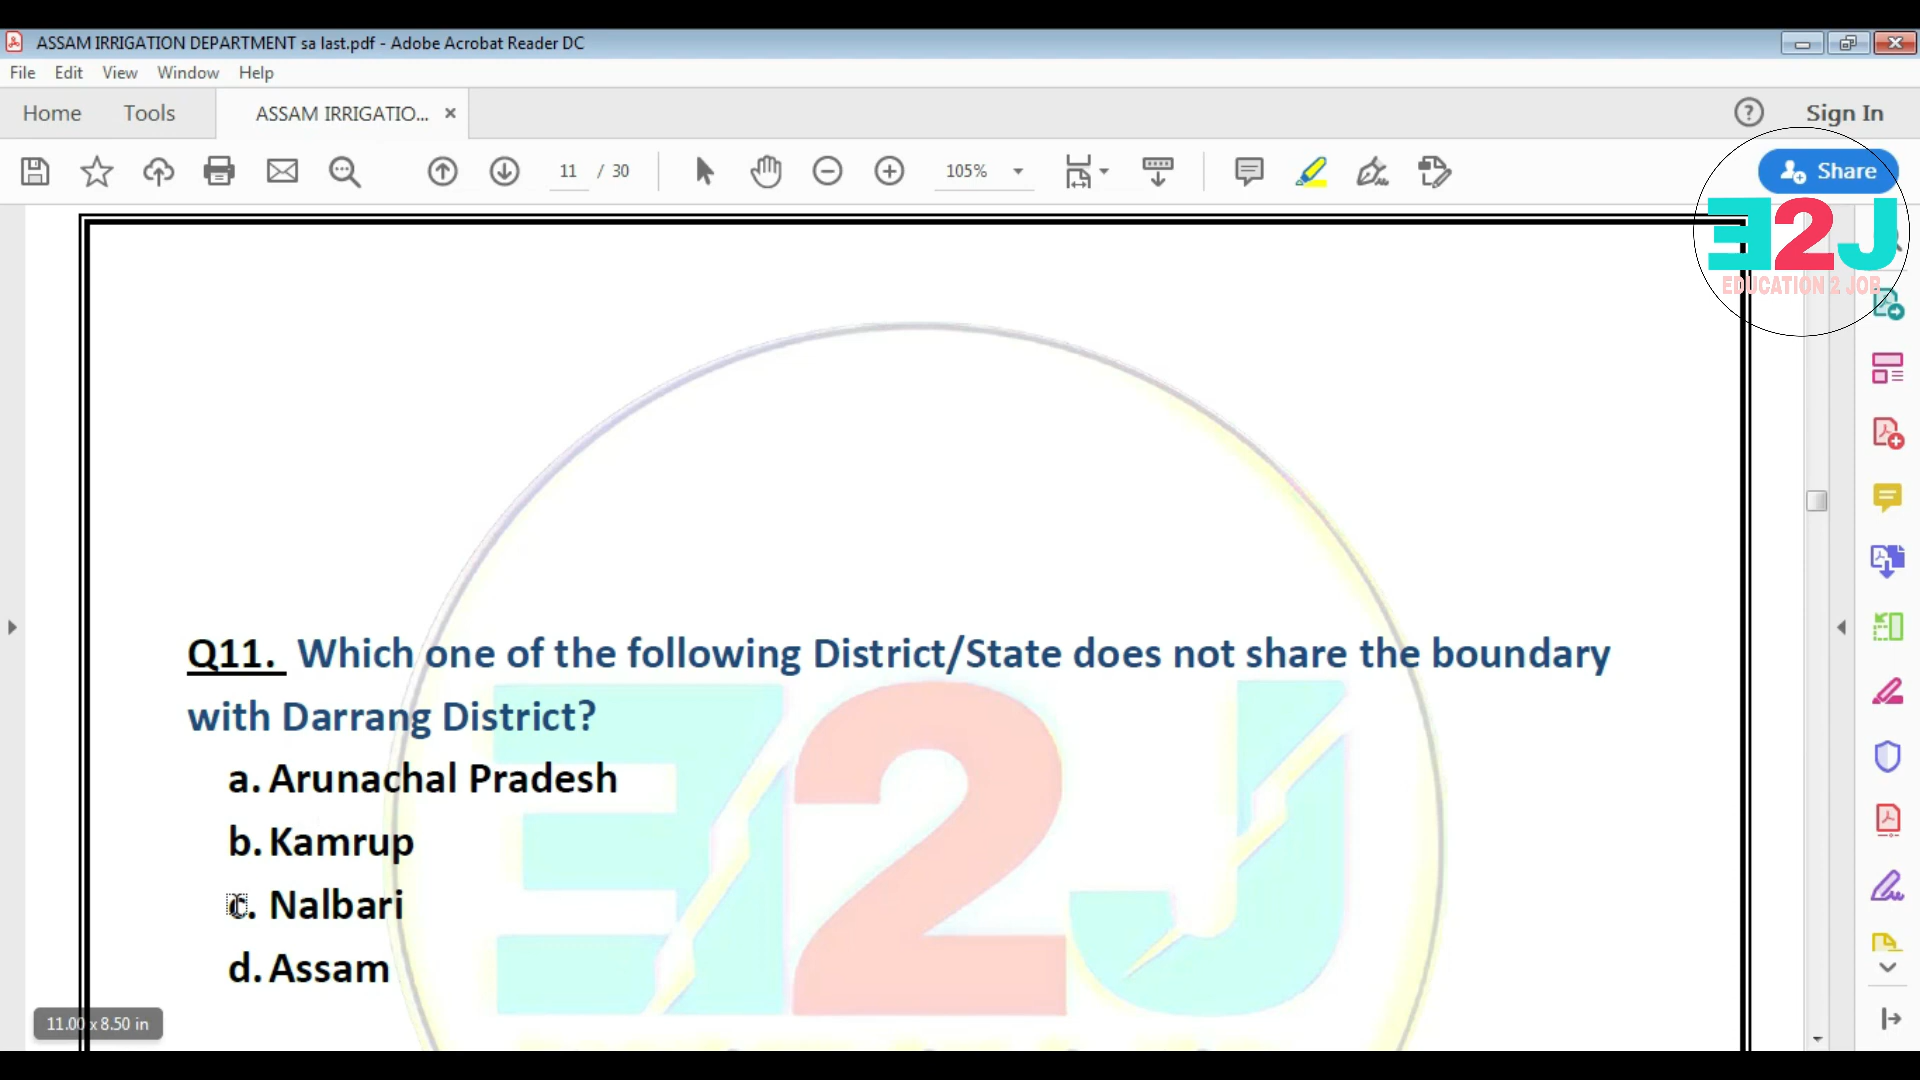 ASSAM IRRIGATION DEPARTMENT sa last.pdf - Adobe Acrobat Reader DC
File Edit View Window Help
Home Tools ASSAM IRRIGATIO... Sign In
11 / 30 105% Share
E2J
EDUCATION 2 JOB
Q11. Which one of the following District/State does not share the boundary
with Darrang District?
a. Arunachal Pradesh
b. Kamrup
c. Nalbari
d. Assam
E2J
11.00 x 8.50 in